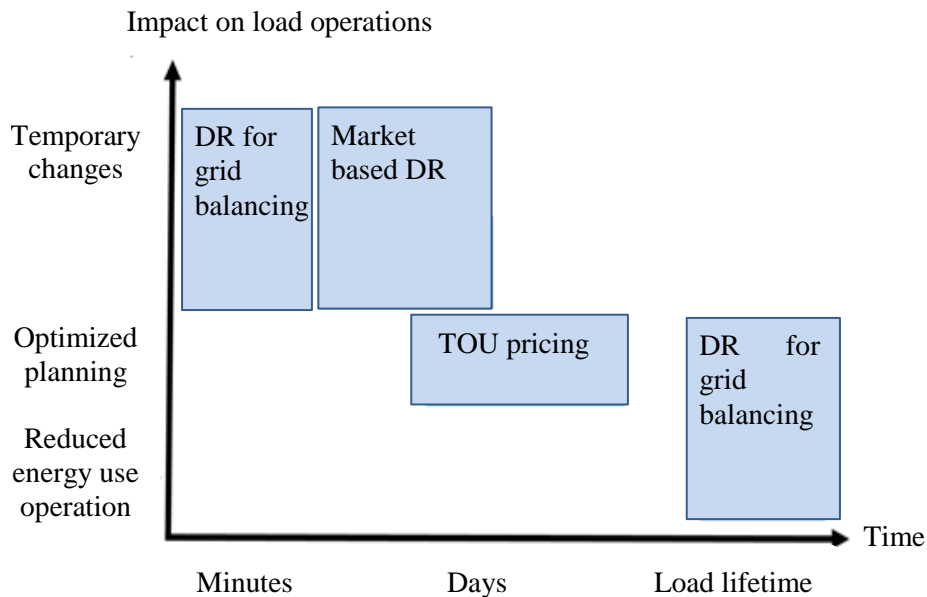 Impact on load operations
Temporary
changes
DR for
grid
balancing
Market
based DR
Optimized
planning
TOU pricing
DR for
grid
balancing
Reduced
energy use
operation
Time
Minutes
Days
Load lifetime